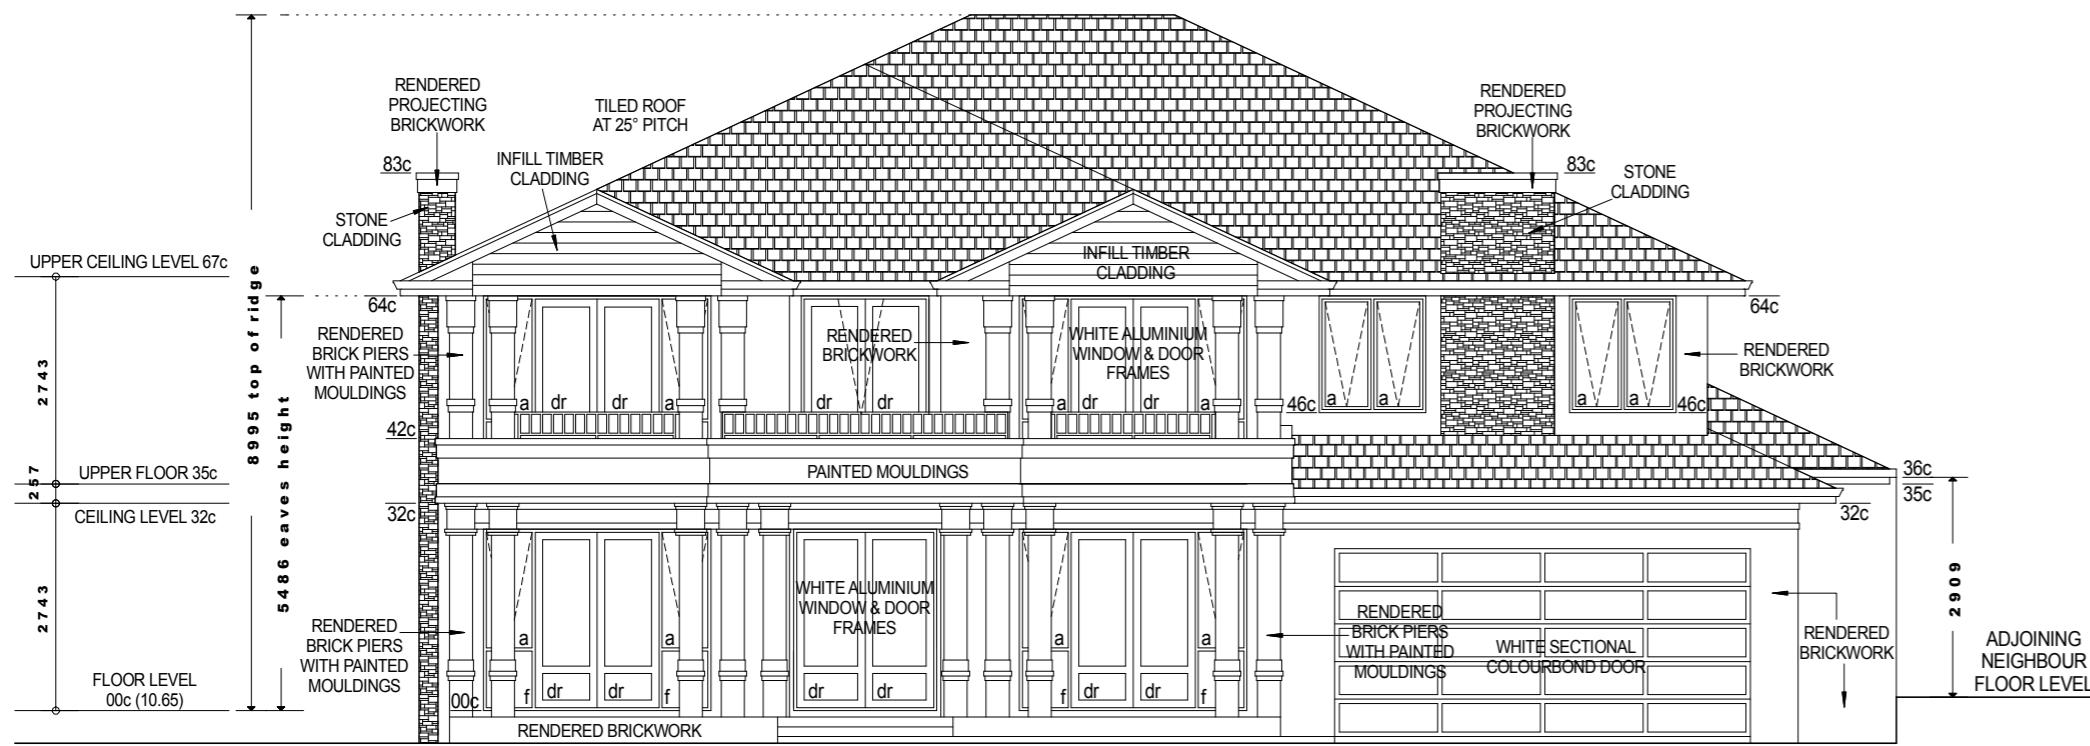 RENDERED
PROJECTING
BRICKWORK
TILED ROOF
AT 25° PITCH
RENDERED
PROJECTING
BRICKWORK
INFILL TIMBER
CLADDING
83c
83c
STONE
CLADDING
STONE
CLADDING
INFILL TIMBER
CLADDING
UPPER CEILING LEVEL 67c
8995 top of ridge
64c
64c
RENDERED
BRICK PIERS
WITH PAINTED
MOULDINGS
RENDERED
BRICKWORK
WHITE ALUMINIUM
WINDOW & DOOR
FRAMES
RENDERED
BRICKWORK
2743
5486 eaves height
a
dr
dr
a
dr
dr
a
dr
dr
a
46c
a
a
a
a
46c
42c
PAINTED MOULDINGS
UPPER FLOOR 35c
257
36c
35c
CEILING LEVEL 32c
32c
32c
2743
2909
WHITE ALUMINIUM
WINDOW & DOOR
FRAMES
RENDERED
BRICK PIERS
WITH PAINTED
MOULDINGS
RENDERED
BRICK PIERS
WITH PAINTED
MOULDINGS
WHITE SECTIONAL
COLOURBOND DOOR
RENDERED
BRICKWORK
ADJOINING
NEIGHBOUR
FLOOR LEVEL
a
a
a
a
FLOOR LEVEL
00c (10.65)
00c
f
dr
dr
f
dr
dr
f
dr
dr
f
RENDERED BRICKWORK